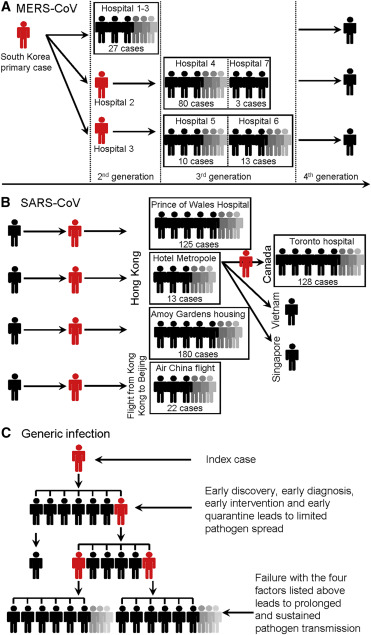 A MERS-CoV
Hospital 1-3
South Korea
primary case
27 cases
Hospital 4
Hospital 7
Hospital 2
80 cases
3 cases
Hospital 5
Hospital 6
Hospital 3
10 cases
13 cases
2nd generation
3rd generation
4th generation
B SARS-CoV
Prince of Wales Hospital
125 cases
Hong Kong
Hotel Metropole
13 cases
Canada
Toronto hospital
128 cases
Vietnam
Singapore
Amoy Gardens housing
180 cases
Flight from Kong
Kong to Beijing
Air China flight
22 cases
C Generic infection
Index case
Early discovery, early diagnosis,
early intervention and early
quarantine leads to limited
pathogen spread
Failure with the four
factors listed above
leads to prolonged
and sustained
pathogen transmission